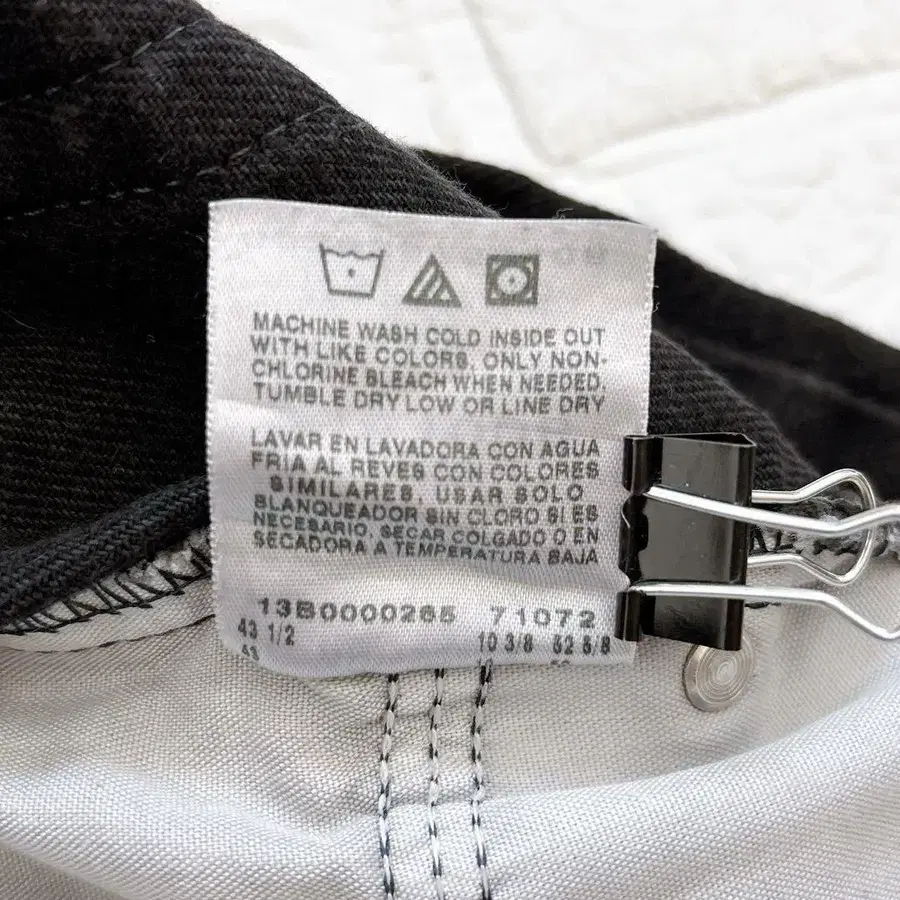 MACHINE WASH COLD INSIDE OUT
WITH LIKE COLORS. ONLY NON-
CHLORINE BLEACH WHEN NEEDED.
TUMBLE DRY LOW OR LINE DRY
LAVAR EN LAVADORA CON AGUA
FRIA AL REVES CON COLORES
SIMILARES. USAR SOLO
BLANQUEADOR SIN CLORO SI ES
NECESARIO. SECAR COLGADO O EN
SECADORA A TEMPERATURA BAJA
13B0000265 71072
43 1/2 10 3/8 52 5/8
43